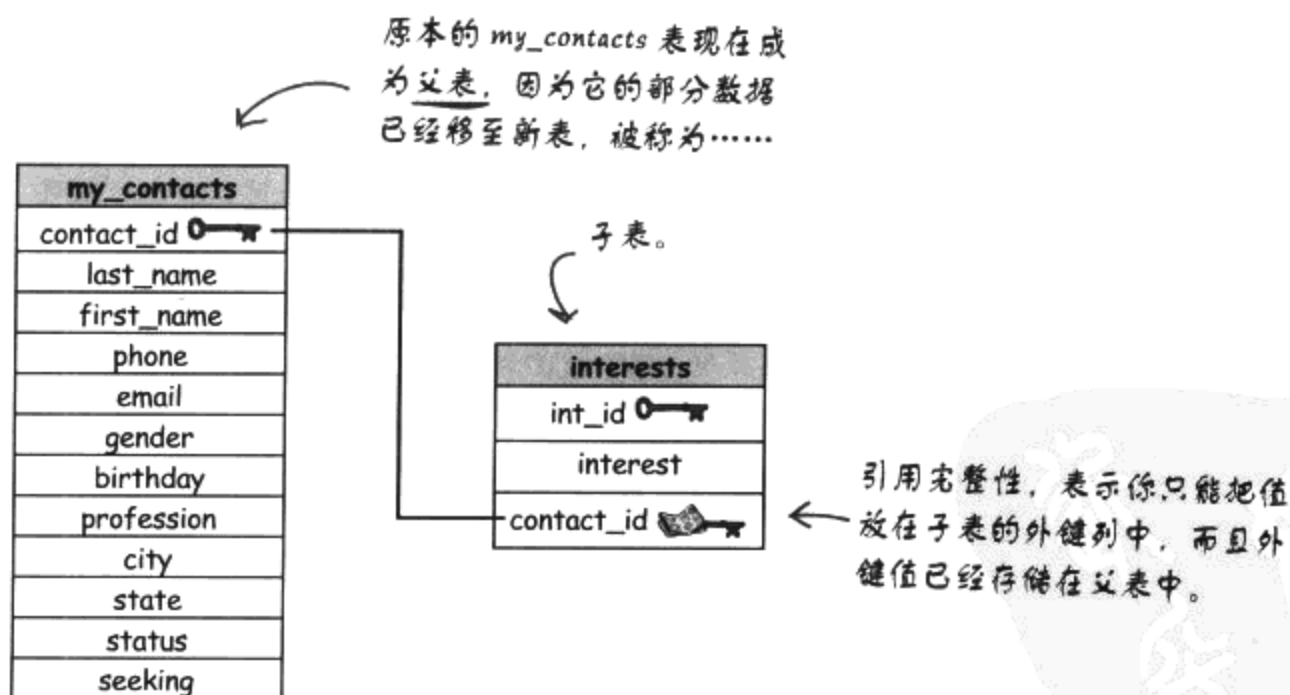 原本的 my_contacts 表现在成
为父表，因为它的部分数据
已经移至新表，被称为……
my_contacts
contact_id
last_name
first_name
phone
email
gender
birthday
profession
city
state
status
seeking
子表。
interests
int_id
interest
contact_id
引用完整性，表示你只能把值
放在子表的外键列中，而且外
键值已经存储在父表中。